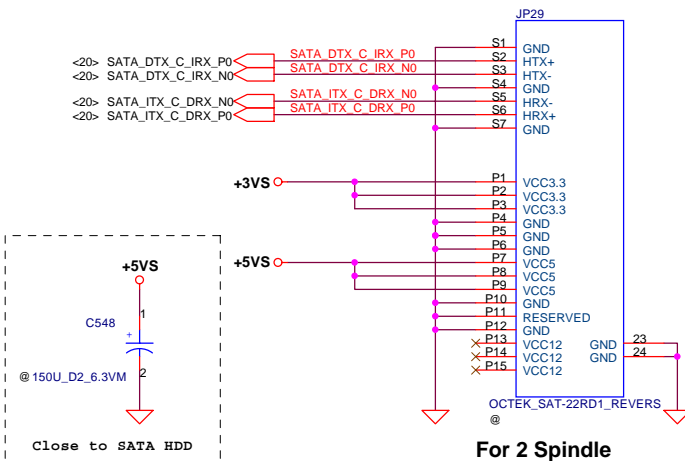 JP29
S1 GND
<20> SATA_DTX_C_IRX_P0 SATA_DTX_C_IRX_P0 S2 HTX+
<20> SATA_DTX_C_IRX_N0 SATA_DTX_C_IRX_N0 S3 HTX-
S4 GND
<20> SATA_ITX_C_DRX_N0 SATA_ITX_C_DRX_N0 S5 HRX-
<20> SATA_ITX_C_DRX_P0 SATA_ITX_C_DRX_P0 S6 HRX+
S7 GND
+3VS P1 VCC3.3
P2 VCC3.3
P3 VCC3.3
P4 GND
P5 GND
P6 GND
+5VS P7 VCC5
P8 VCC5
P9 VCC5
P10 GND
P11 RESERVED
P12 GND
P13 VCC12 GND 23
P14 VCC12 GND 24
P15 VCC12
OCTEK_SAT-22RD1_REVERS
@
For 2 Spindle
+5VS
1
C548
+
@ 150U_D2_6.3VM
2
Close to SATA HDD